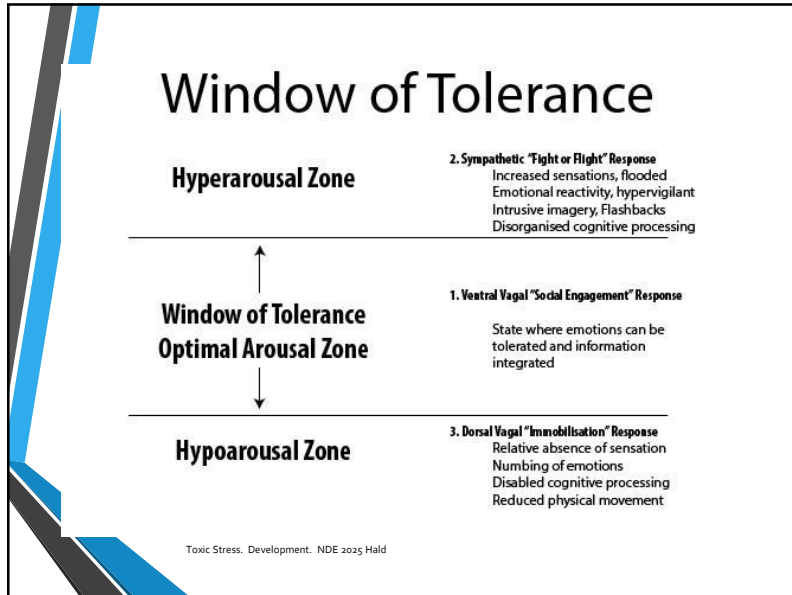 Window of Tolerance
Hyperarousal Zone
2. Sympathetic "Fight or Flight" Response
Increased sensations, flooded
Emotional reactivity, hypervigilant
Intrusive imagery, Flashbacks
Disorganised cognitive processing
Window of Tolerance
Optimal Arousal Zone
1. Ventral Vagal "Social Engagement" Response
State where emotions can be
tolerated and information
integrated
Hypoarousal Zone
3. Dorsal Vagal "Immobilisation" Response
Relative absence of sensation
Numbing of emotions
Disabled cognitive processing
Reduced physical movement
Toxic Stress. Development. NDE 2025 Hald